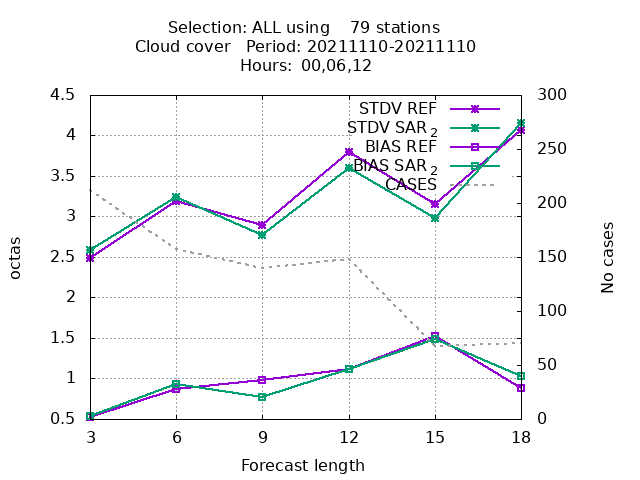 Selection: ALL using    79 stations
Cloud cover   Period: 20211110-20211110
Hours:  00,06,12
4.5
4
3.5
3
2.5
2
1.5
1
0.5
octas
STDV REF
STDV SAR 2
BIAS REF
BIAS SAR 2
CASES
300
250
200
150
100
50
0
No cases
3 6 9 12 15 18
Forecast length